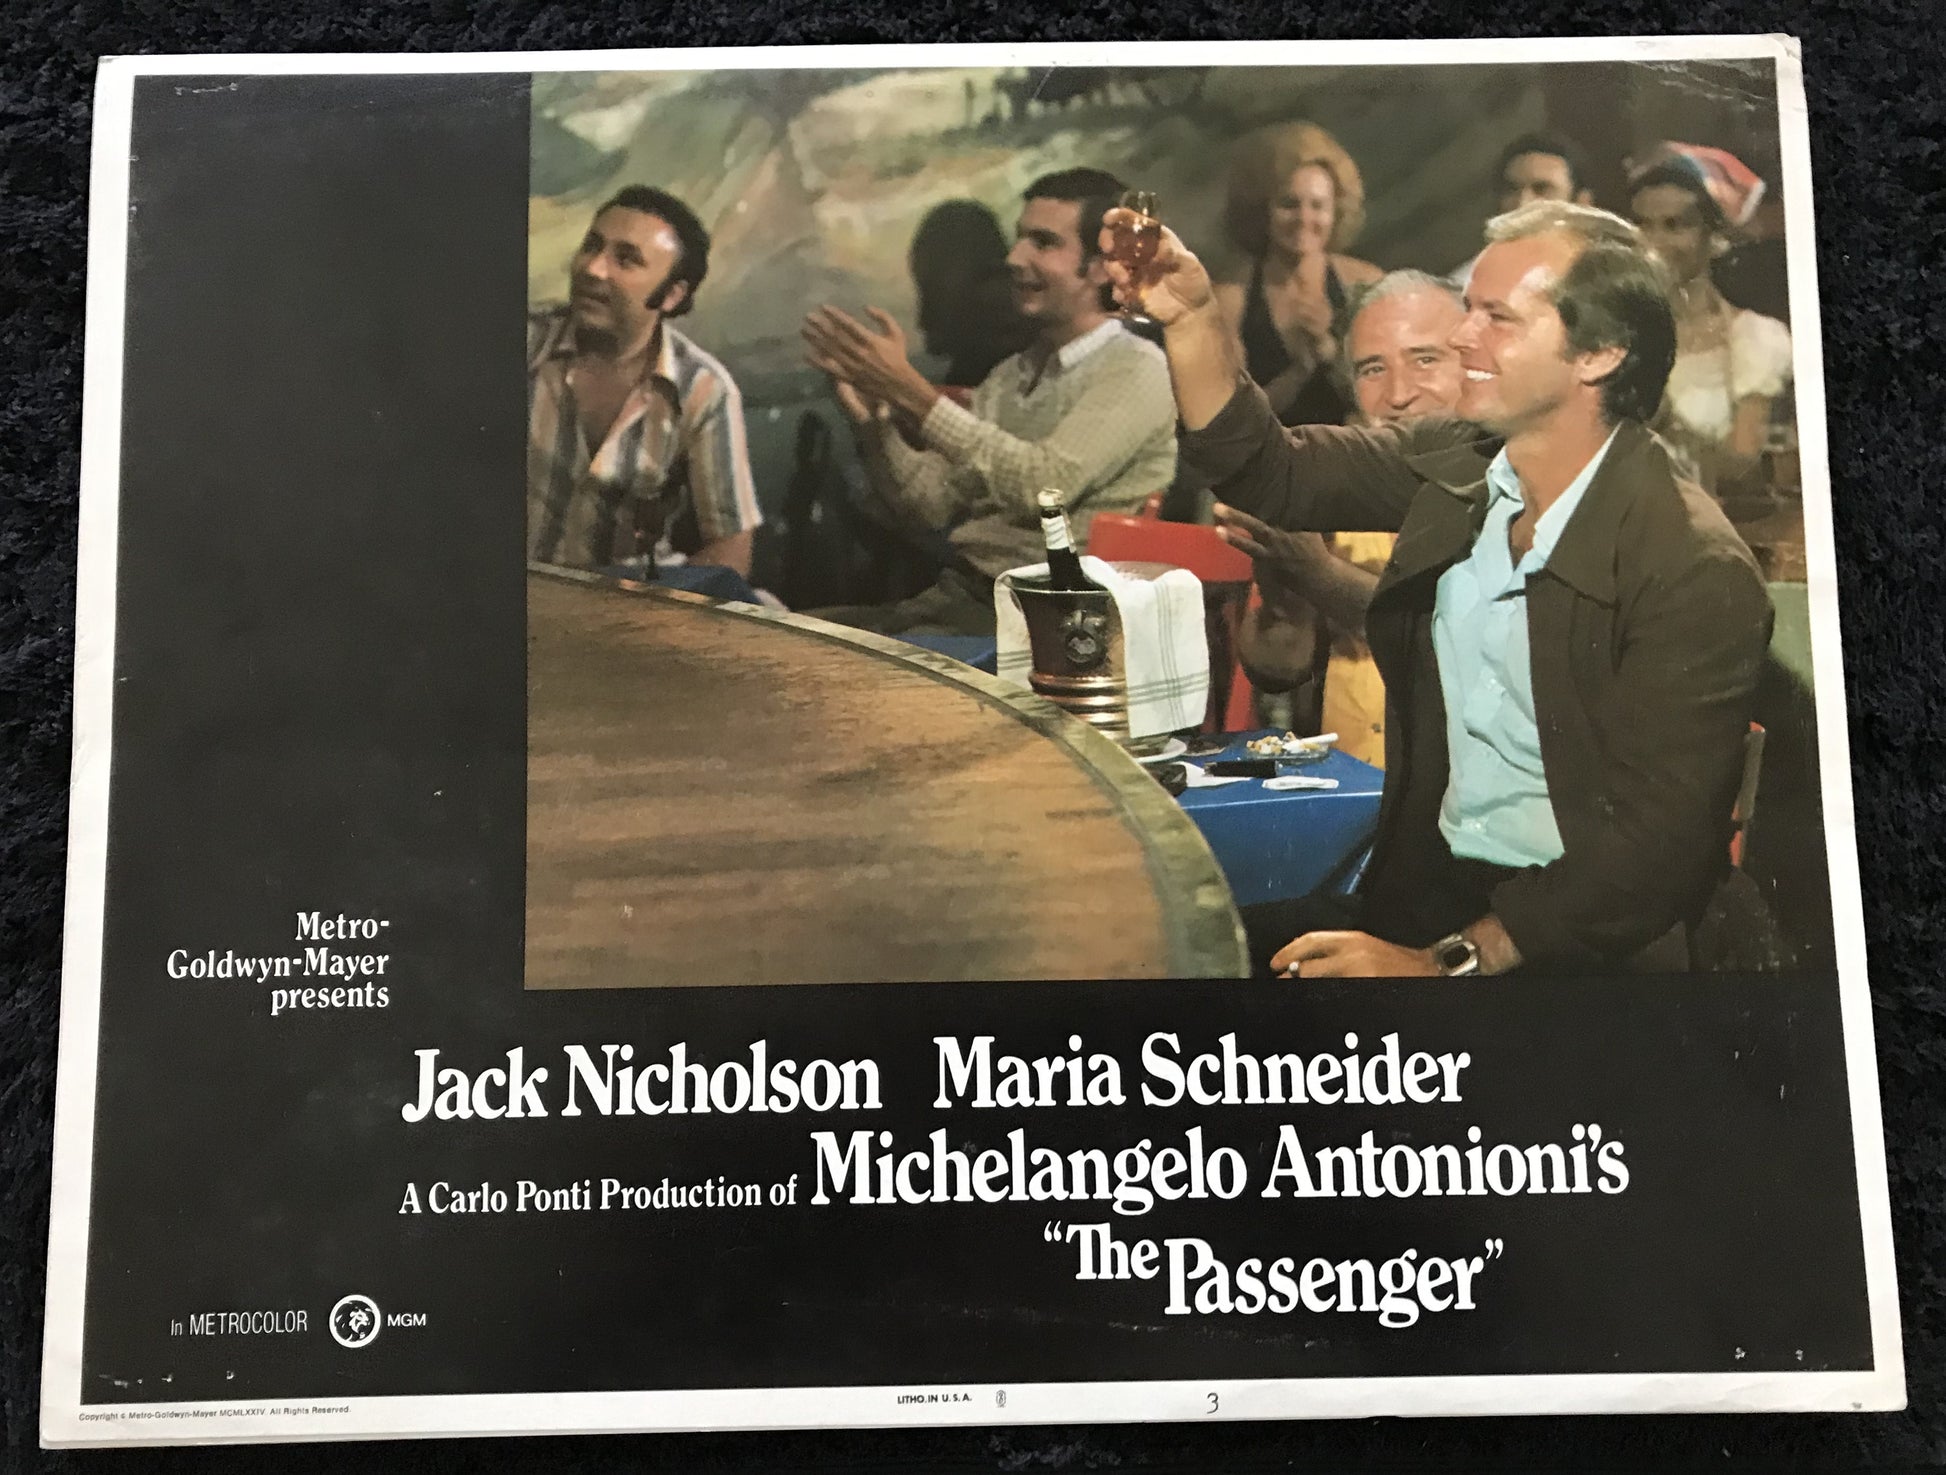 Metro-
Goldwyn-Mayer
presents
Jack Nicholson Maria Schneider
A Carlo Ponti Production of Michelangelo Antonioni's
"The Passenger"
In METROCOLOR MGM
Copyright © Metro-Goldwyn-Mayer MCMLXXIV. All Rights Reserved.
LITHO. IN U.S.A.
3